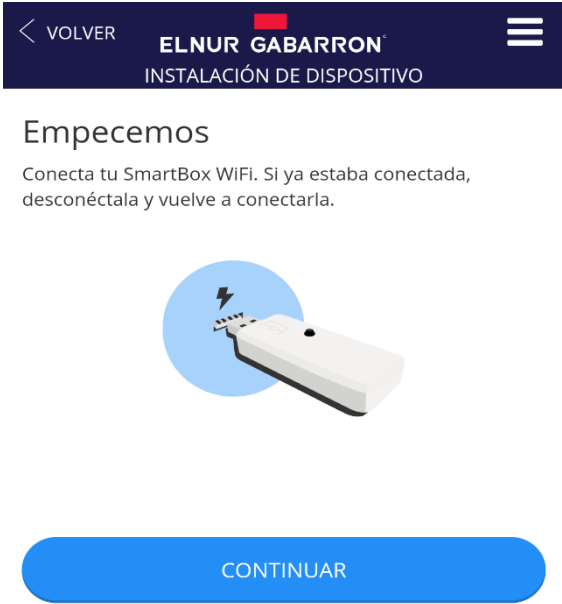 VOLVER
ELNUR GABARRON
INSTALACIÓN DE DISPOSITIVO
Empecemos
Conecta tu SmartBox WiFi. Si ya estaba conectada,
desconéctala y vuelve a conectarla.
CONTINUAR